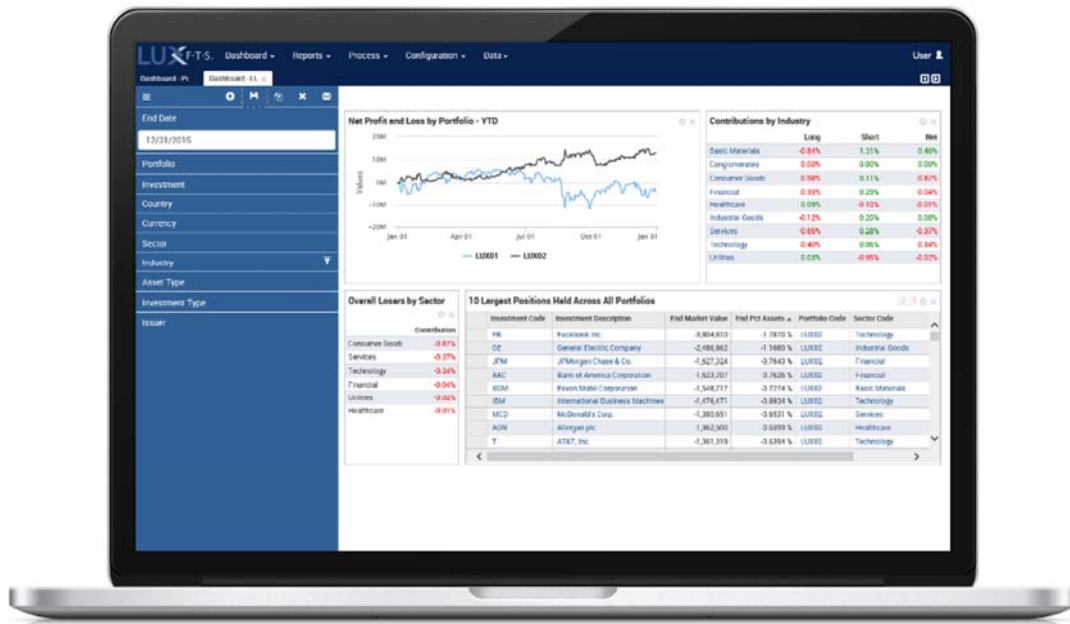 LUX F·T·S. Dashboard Reports Process Configuration Data User
Dashboard - Pr Dashboard - LL
End Date
12/31/2015
Portfolio
Investment
Country
Currency
Sector
Industry
Asset Type
Investment Type
Issuer
Net Profit and Loss by Portfolio - YTD
Values
20M
10M
0M
-10M
-20M
Jan 01 Apr 01 Jul 01 Oct 01 Jan 01
LUX01 LUX02
Contributions by Industry
Long Short Net
Basic Materials -0.84% 1.31% 0.46%
Conglomerates 0.00% 0.00% 0.00%
Consumer Goods 0.11% -0.87%
Financial 0.29% -0.04%
Healthcare 0.09% -0.10% -0.01%
Industrial Goods -0.12% 0.20% 0.08%
Services -0.66% 0.28% -0.37%
Technology 0.06% -0.34%
Utilities 0.03% -0.05% -0.02%
Overall Losers by Sector
Contribution
Consumer Goods -0.87%
Services -0.37%
Technology -0.34%
Financial -0.04%
Utilities -0.02%
Healthcare -0.01%
10 Largest Positions Held Across All Portfolios
Investment Code Investment Description End Market Value End Pct Assets Portfolio Code Sector Code
FB Facebook Inc. -3,804,810 -1.7870 % LUX02 Technology
GE General Electric Company -2,486,862 -1.1680 % LUX02 Industrial Goods
JPM JPMorgan Chase & Co. -1,627,324 -0.7643 % LUX02 Financial
BAC Bank of America Corporation -1,623,707 -0.7626 % LUX02 Financial
XOM Exxon Mobil Corporation -1,548,717 -0.7274 % LUX02 Basic Materials
IBM International Business Machines -1,476,471 -0.6934 % LUX02 Technology
MCD McDonald's Corp. -1,390,651 -0.6531 % LUX02 Services
AGN Allergan plc -1,362,500 -0.6399 % LUX02 Healthcare
T AT&T, Inc. -1,361,319 -0.6394 % LUX02 Technology